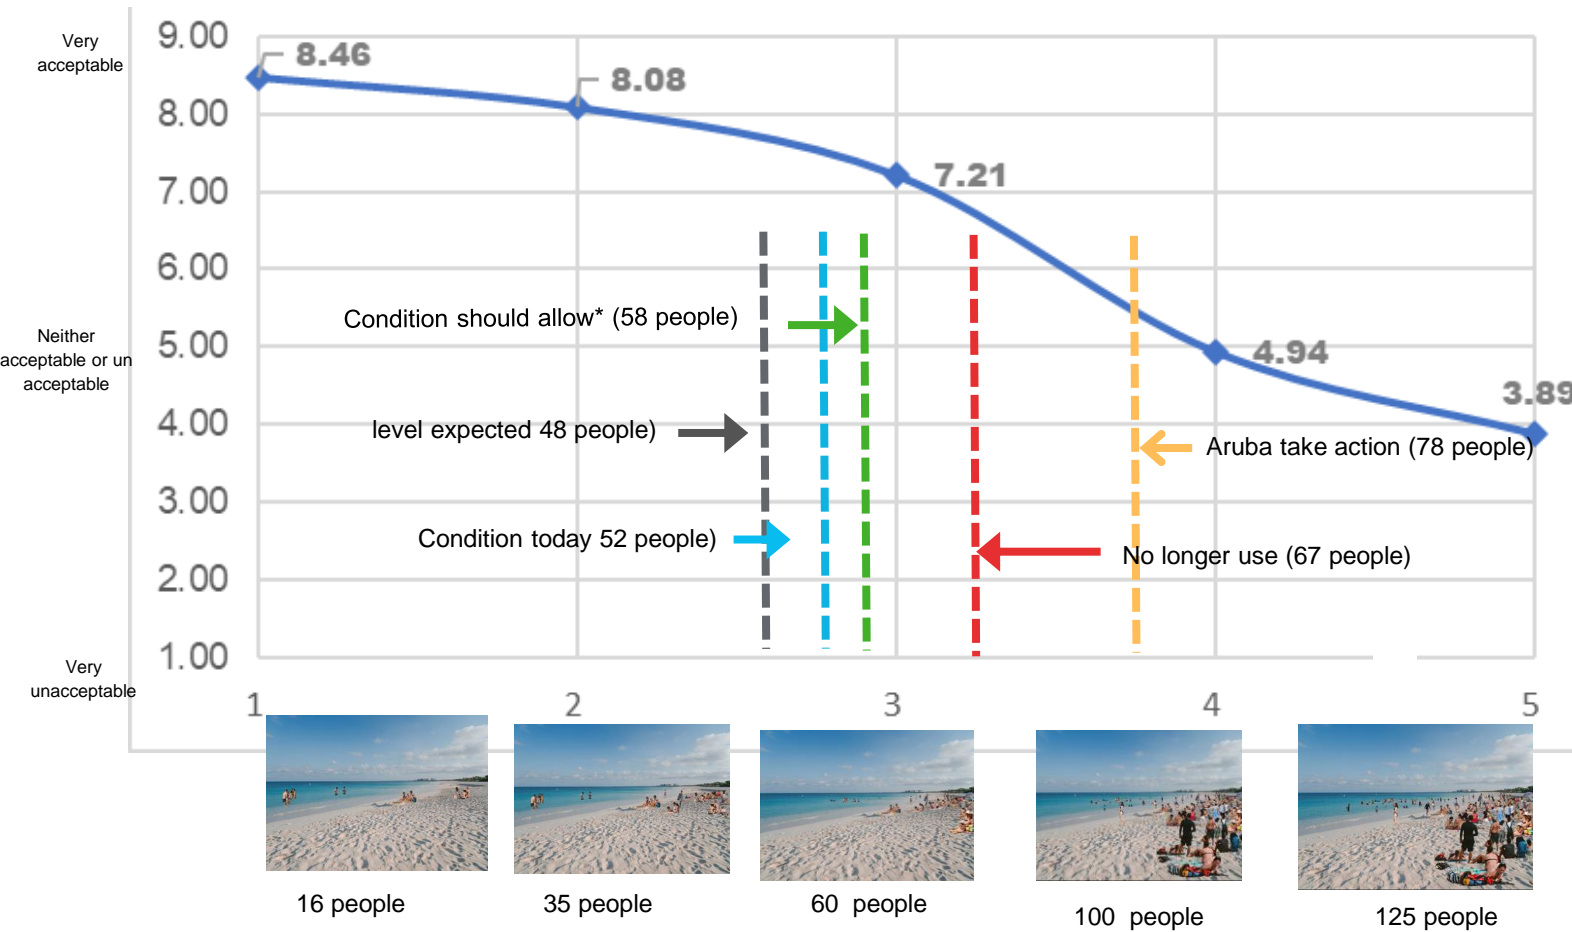 Very
acceptable
9.00
8.46
8.08
8.00
7.21
7.00
6.00
Condition should allow* (58 people)
Neither
acceptable or un
acceptable
5.00
4.94
3.89
4.00
level expected 48 people)
Aruba take action (78 people)
3.00
Condition today 52 people)
No longer use (67 people)
2.00
1.00
Very
unacceptable
1 2 3 4 5
16 people
35 people
60 people
100 people
125 people